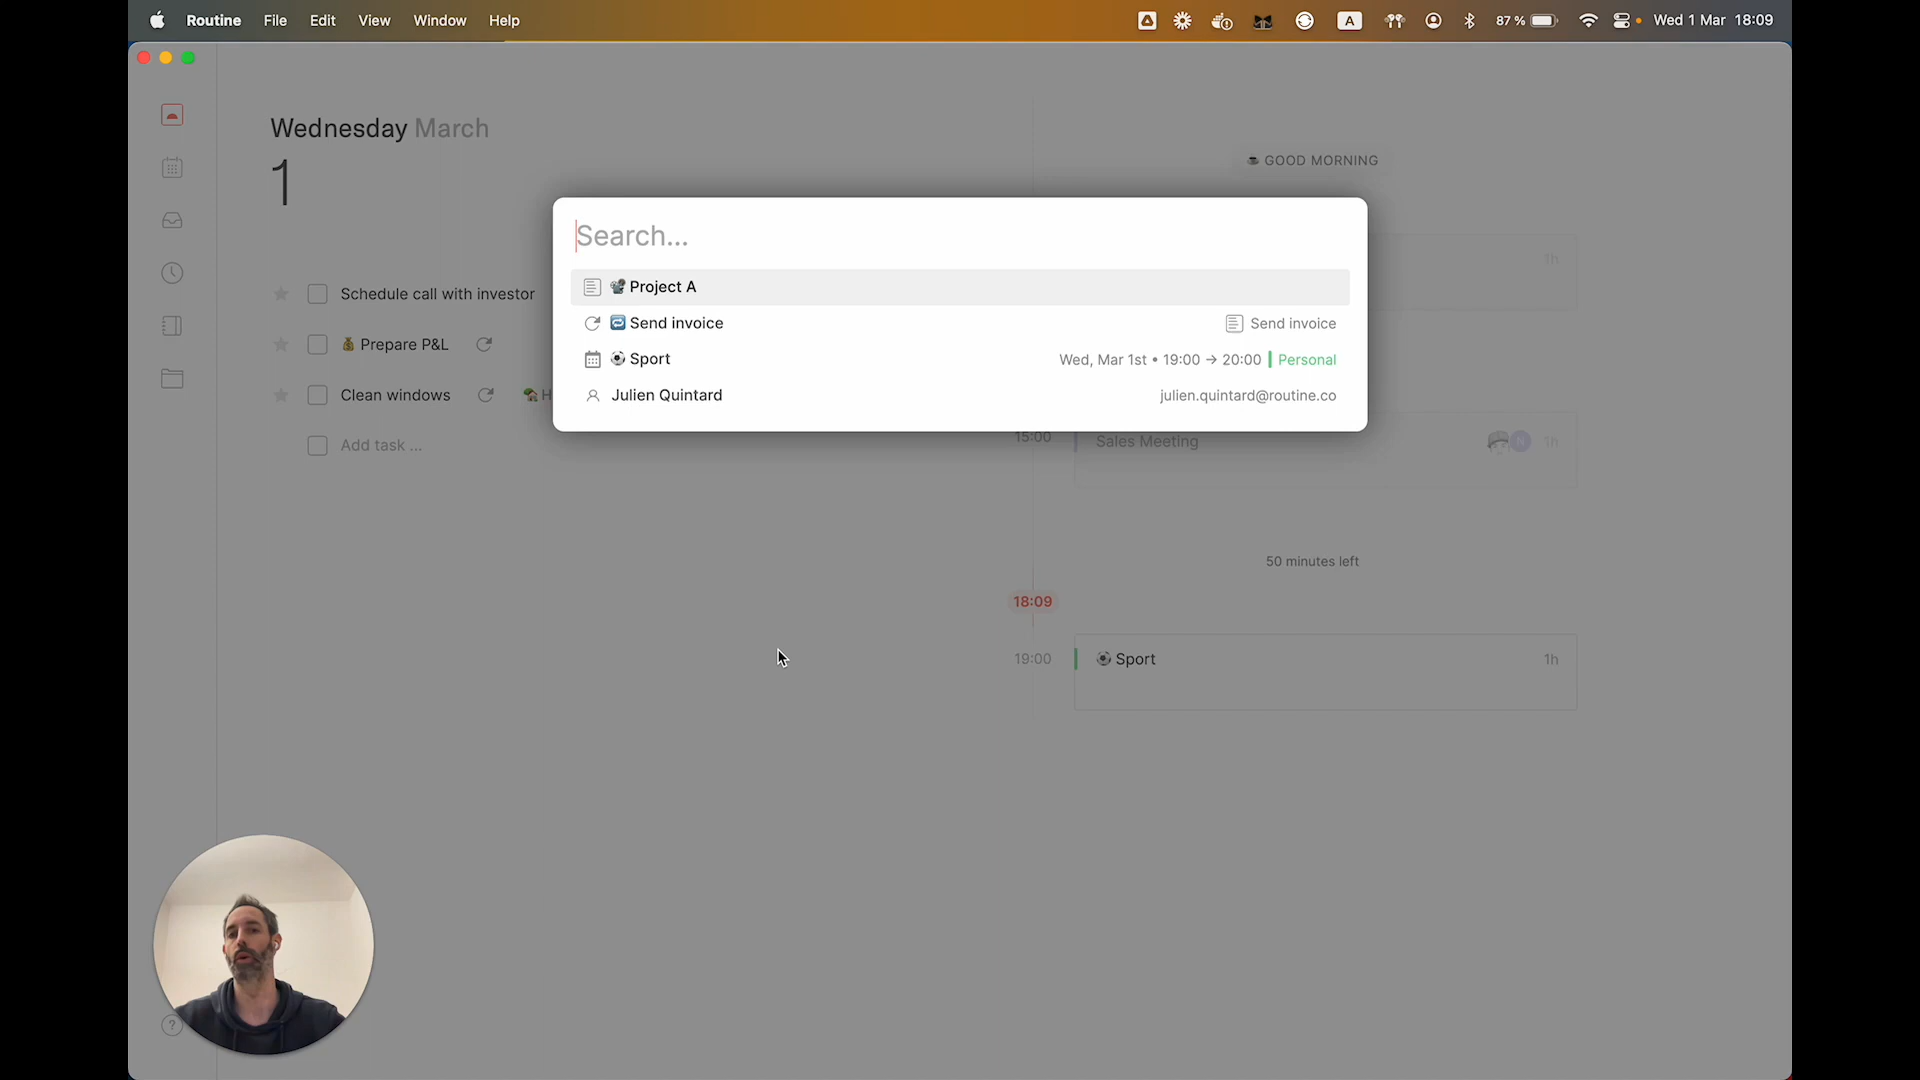 Routine File Edit View Window Help
A 87 % Wed 1 Mar 18:09
Wednesday March
1
GOOD MORNING
Search...
Project A
Send invoice Send invoice
Sport Wed, Mar 1st • 19:00 → 20:00 Personal
Julien Quintard julien.quintard@routine.co
1h
Schedule call with investor
Prepare P&L
Clean windows H
Add task ...
15:00 Sales Meeting N 1h
50 minutes left
18:09
19:00 Sport 1h
?